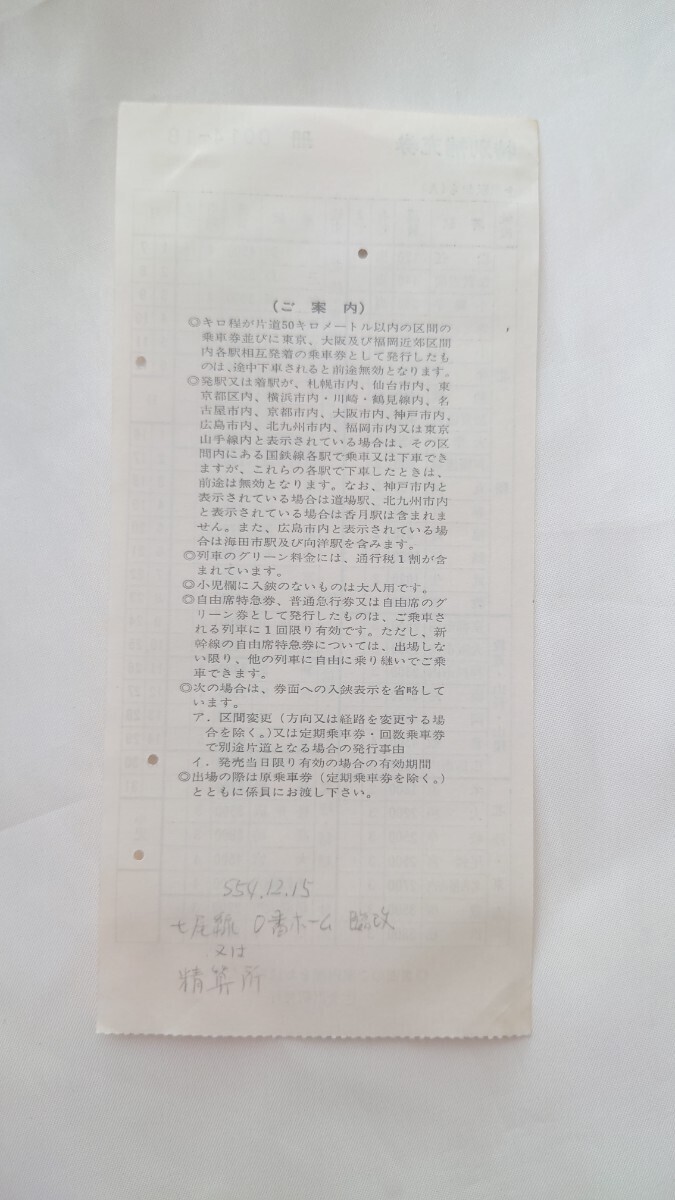 (ご案内)
◎キロ程が片道50キロメートル以内の区間の
乗車券並びに東京、大阪及び福岡近郊区間
内各駅相互発着の乗車券として発行したも
のは、途中下車されると前途無効となります。
◎発駅又は着駅が、札幌市内、仙台市内、東
京都区内、横浜市内・川崎・鶴見線内、名
古屋市内、京都市内、大阪市内、神戸市内、
広島市内、北九州市内、福岡市内又は東京
山手線内と表示されている場合は、その区
間内にある国鉄線各駅で乗車又は下車でき
ますが、これらの各駅で下車したときは、
前途は無効となります。なお、神戸市内と
表示されている場合は道場駅、北九州市内
と表示されている場合は香月駅は含まれま
せん。また、広島市内と表示されている場
合は海田市駅及び向洋駅を含みます。
◎列車のグリーン料金には、通行税1割が含
まれています。
◎小児欄に入鋏のないものは大人用です。
◎自由席特急券、普通急行券又は自由席のグ
リーン券として発行したものは、ご乗車さ
れる列車に1回限り有効です。ただし、新
幹線の自由席特急券については、出場しな
い限り、他の列車に自由に乗り継いでご乗
車できます。
◎次の場合は、券面への入鋏表示を省略して
います。
ア．区間変更（方向又は経路を変更する場
合を除く。）又は定期乗車券・回数乗車券
で別途片道となる場合の発行事由
イ．発売当日限り有効の場合の有効期間
◎出場の際は原乗車券（定期乗車券を除く。）
とともに係員にお渡し下さい。
S54.12.15
七尾線 0番ホーム 臨改
又は
精算所